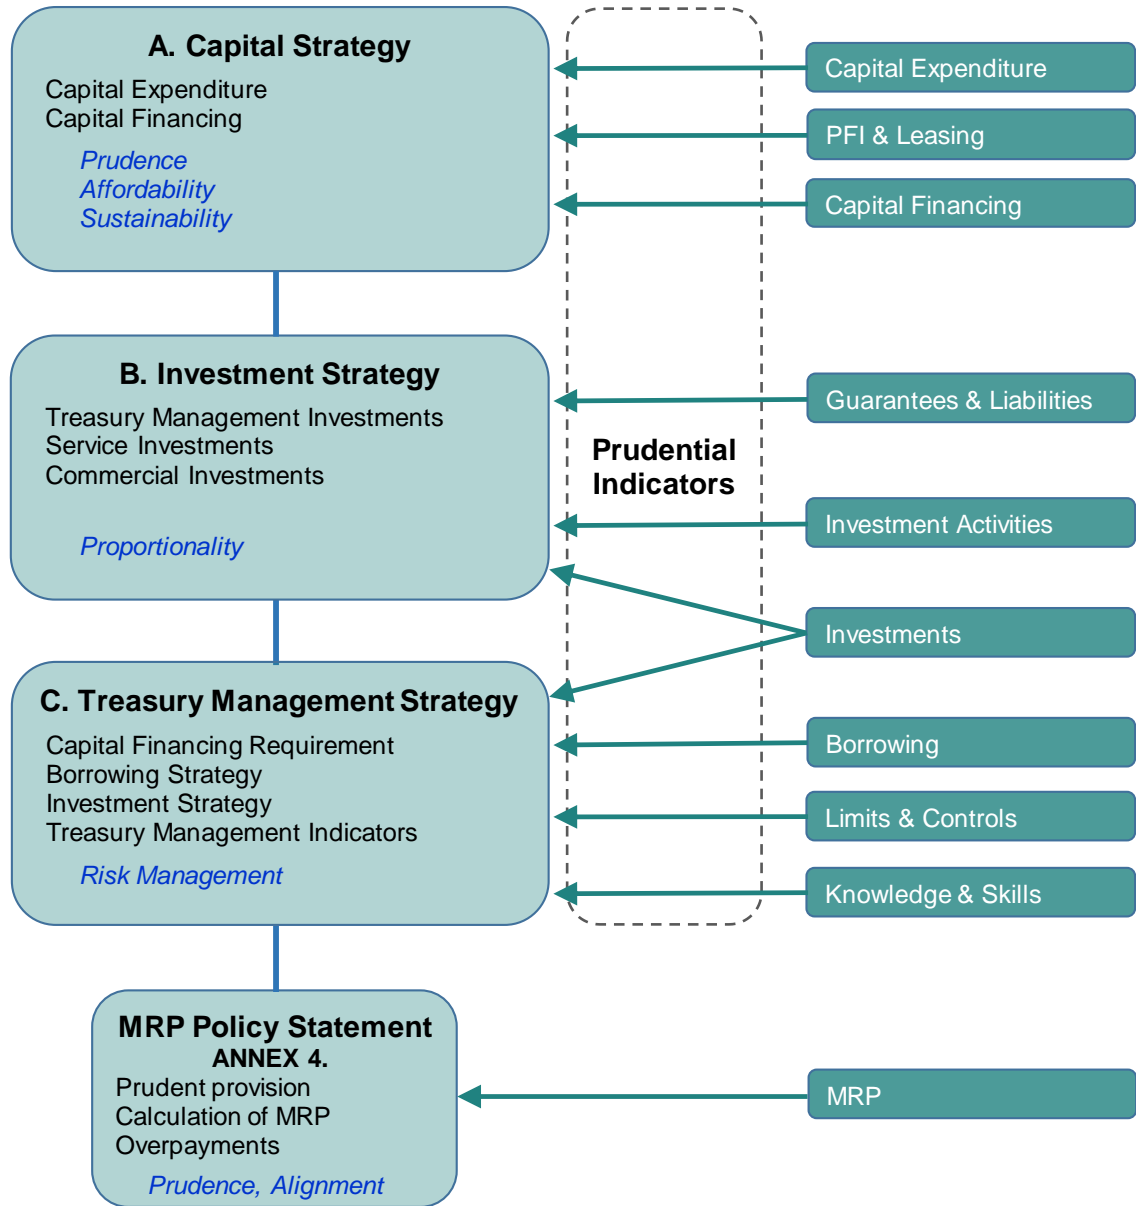 A. Capital Strategy
Capital Expenditure
Capital Financing
Prudence
Affordability
Sustainability
B. Investment Strategy
Treasury Management Investments
Service Investments
Commercial Investments
Proportionality
C. Treasury Management Strategy
Capital Financing Requirement
Borrowing Strategy
Investment Strategy
Treasury Management Indicators
Risk Management
MRP Policy Statement
ANNEX 4.
Prudent provision
Calculation of MRP
Overpayments
Prudence, Alignment
Prudential
Indicators
Capital Expenditure
PFI & Leasing
Capital Financing
Guarantees & Liabilities
Investment Activities
Investments
Borrowing
Limits & Controls
Knowledge & Skills
MRP